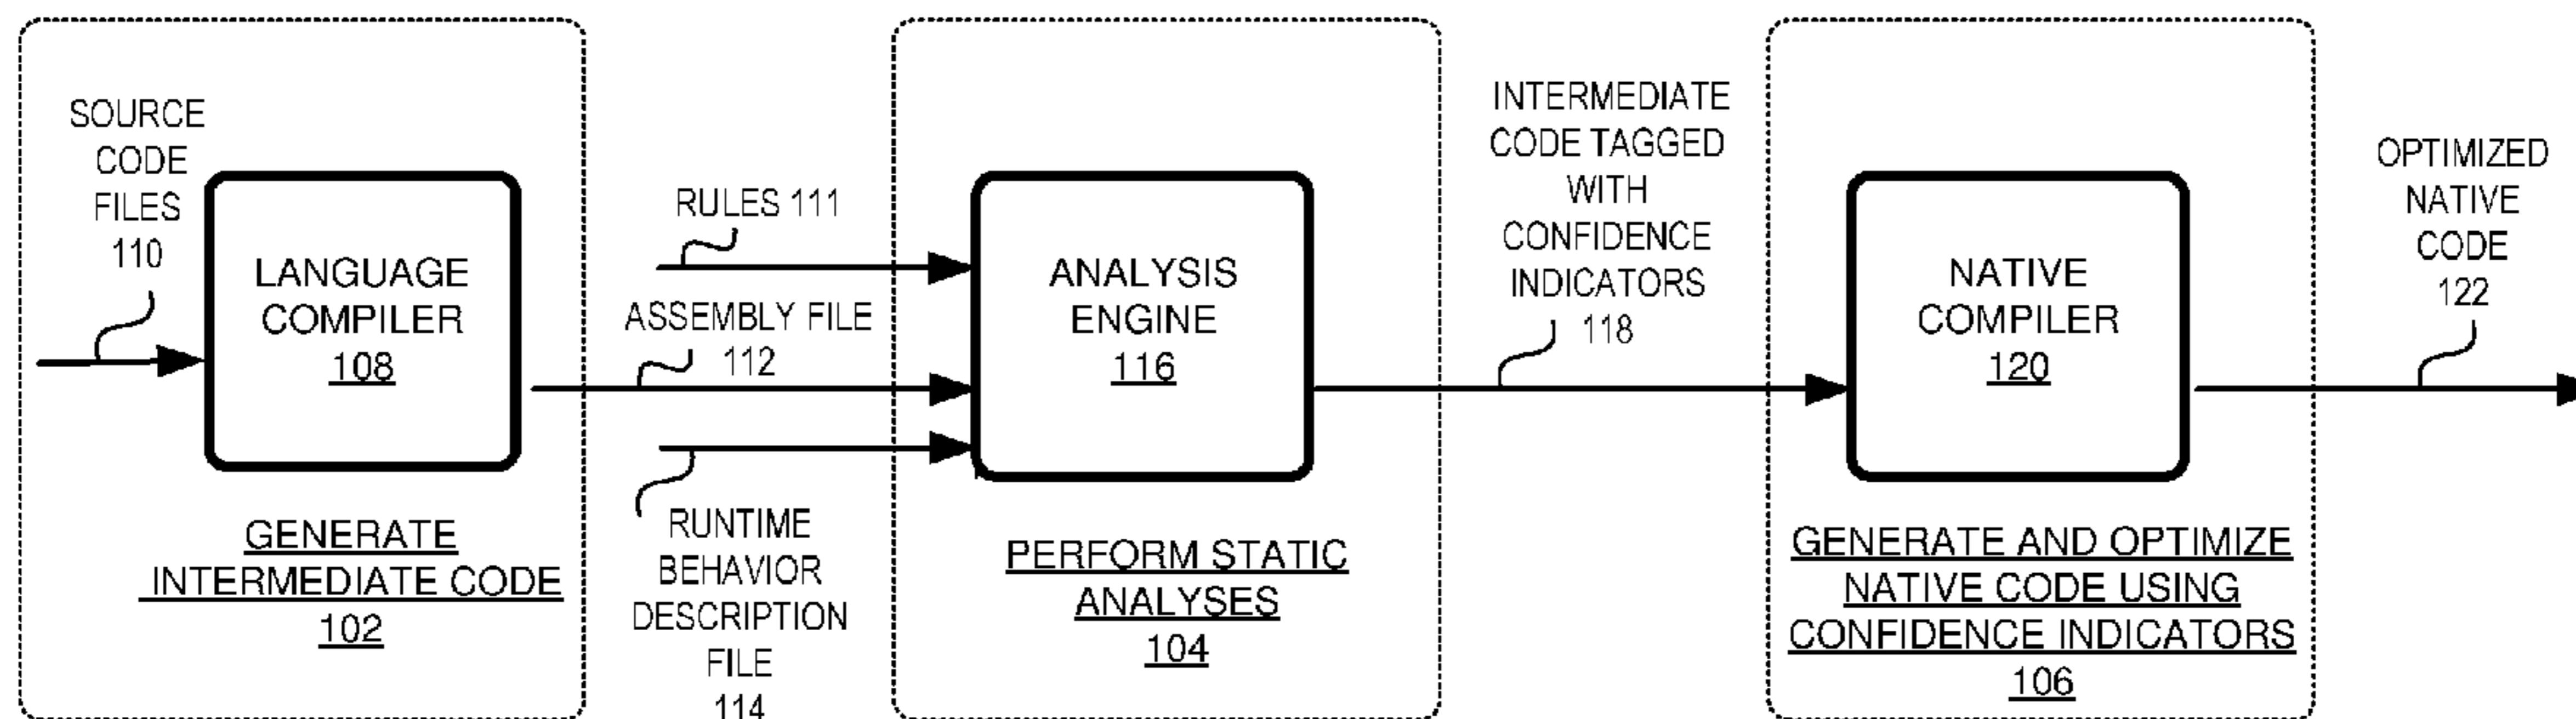 SOURCE
CODE
FILES
110
LANGUAGE
COMPILER
108
GENERATE
INTERMEDIATE CODE
102
RULES 111
ASSEMBLY FILE
112
RUNTIME
BEHAVIOR
DESCRIPTION
FILE
114
ANALYSIS
ENGINE
116
PERFORM STATIC
ANALYSES
104
INTERMEDIATE
CODE TAGGED
WITH
CONFIDENCE
INDICATORS
118
NATIVE
COMPILER
120
GENERATE AND OPTIMIZE
NATIVE CODE USING
CONFIDENCE INDICATORS
106
OPTIMIZED
NATIVE
CODE
122